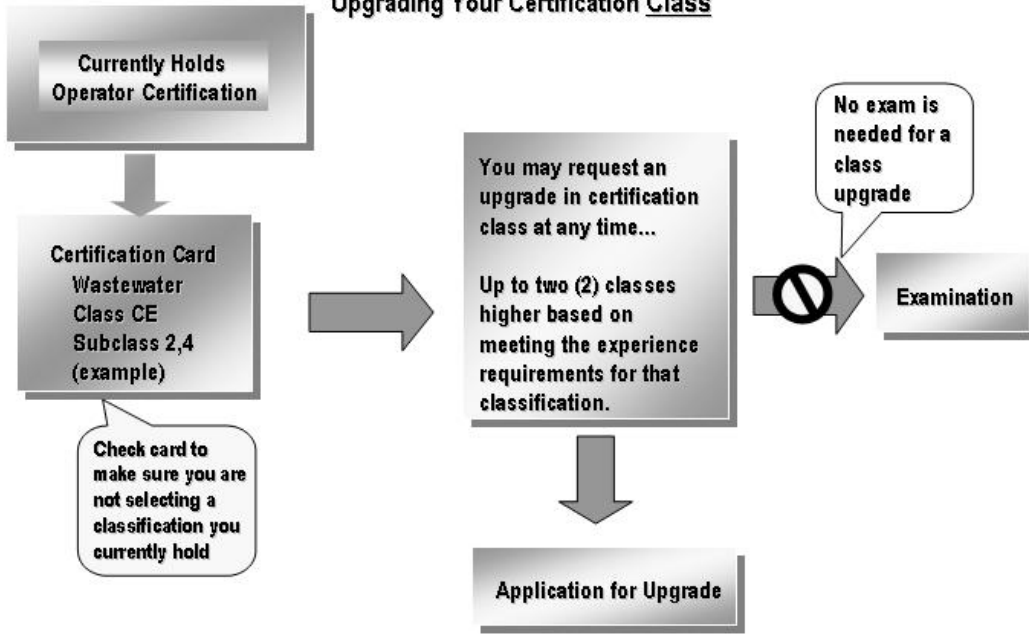 Upgrading Your Certification Class
Currently Holds
Operator Certification
Certification Card
Wastewater
Class CE
Subclass 2,4
(example)
Check card to
make sure you are
not selecting a
classification you
currently hold
You may request an
upgrade in certification
class at any time...
Up to two (2) classes
higher based on
meeting the experience
requirements for that
classification.
No exam is
needed for a
class
upgrade
Examination
Application for Upgrade